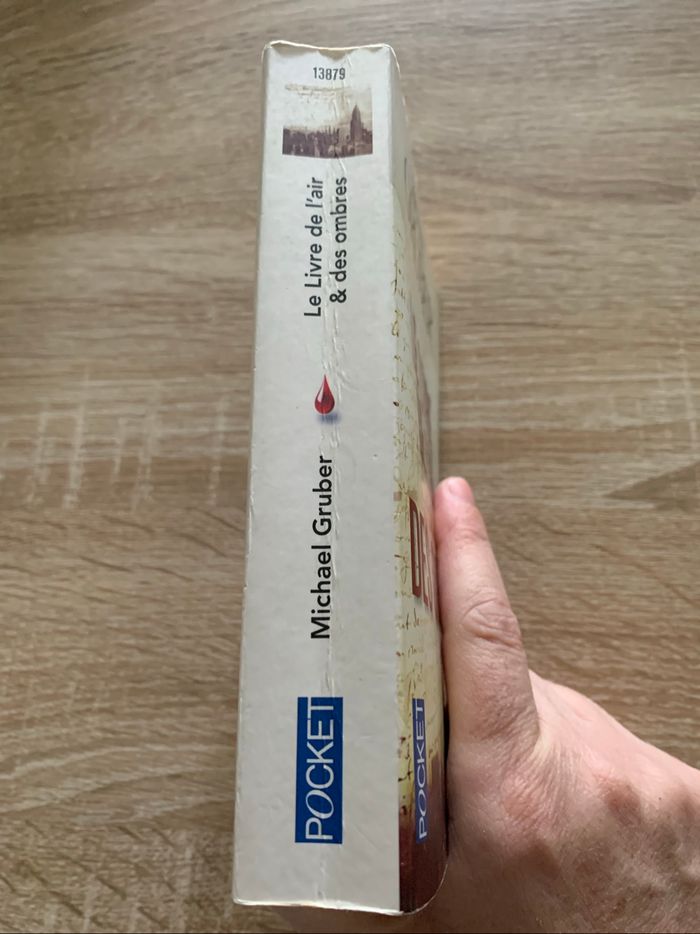 13879
Le Livre de l'air
& des ombres
Michael Gruber
POCKET
POCKET